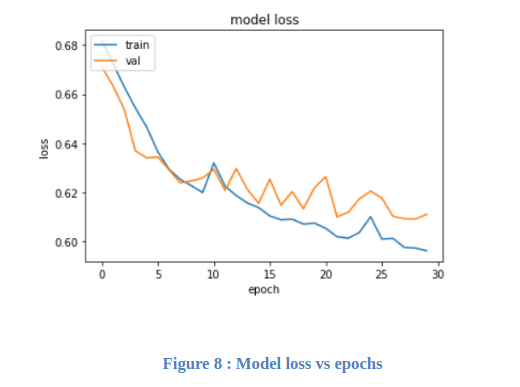 model loss
train
val
0.68
0.66
0.64
0.62
0.60
loss
0
5
10
15
20
25
30
epoch
Figure 8 : Model loss vs epochs